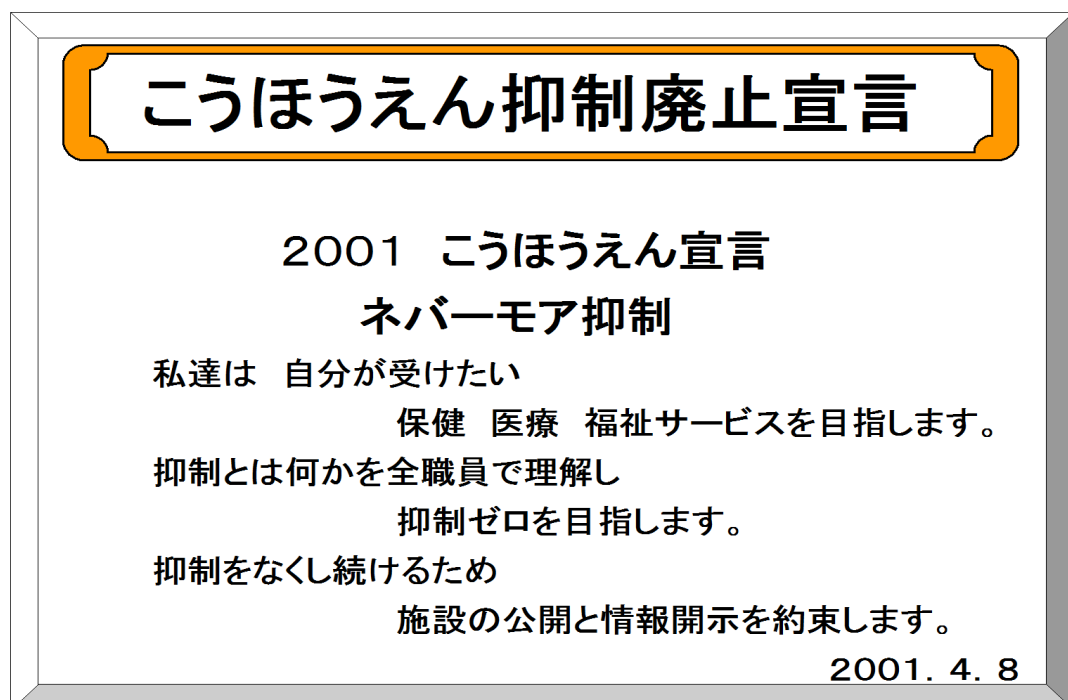 こうほうえん抑制廃止宣言
２００１　こうほうえん宣言
ネバーモア抑制
私達は　自分が受けたい
保健　医療　福祉サービスを目指します。
抑制とは何かを全職員で理解し
抑制ゼロを目指します。
抑制をなくし続けるため
施設の公開と情報開示を約束します。
２００１．４．８